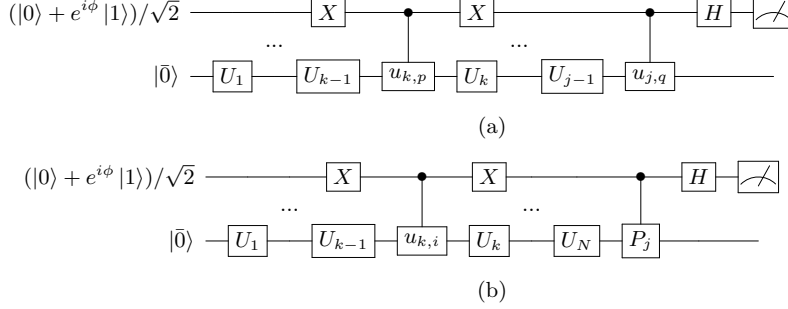 (|0⟩ + e^{iϕ} |1⟩)/√2 X X H
... ...
|0̄⟩ U_1 U_{k−1} u_{k,p} U_k U_{j−1} u_{j,q}
(a)
(|0⟩ + e^{iϕ} |1⟩)/√2 X X H
... ...
|0̄⟩ U_1 U_{k−1} u_{k,i} U_k U_N P_j
(b)